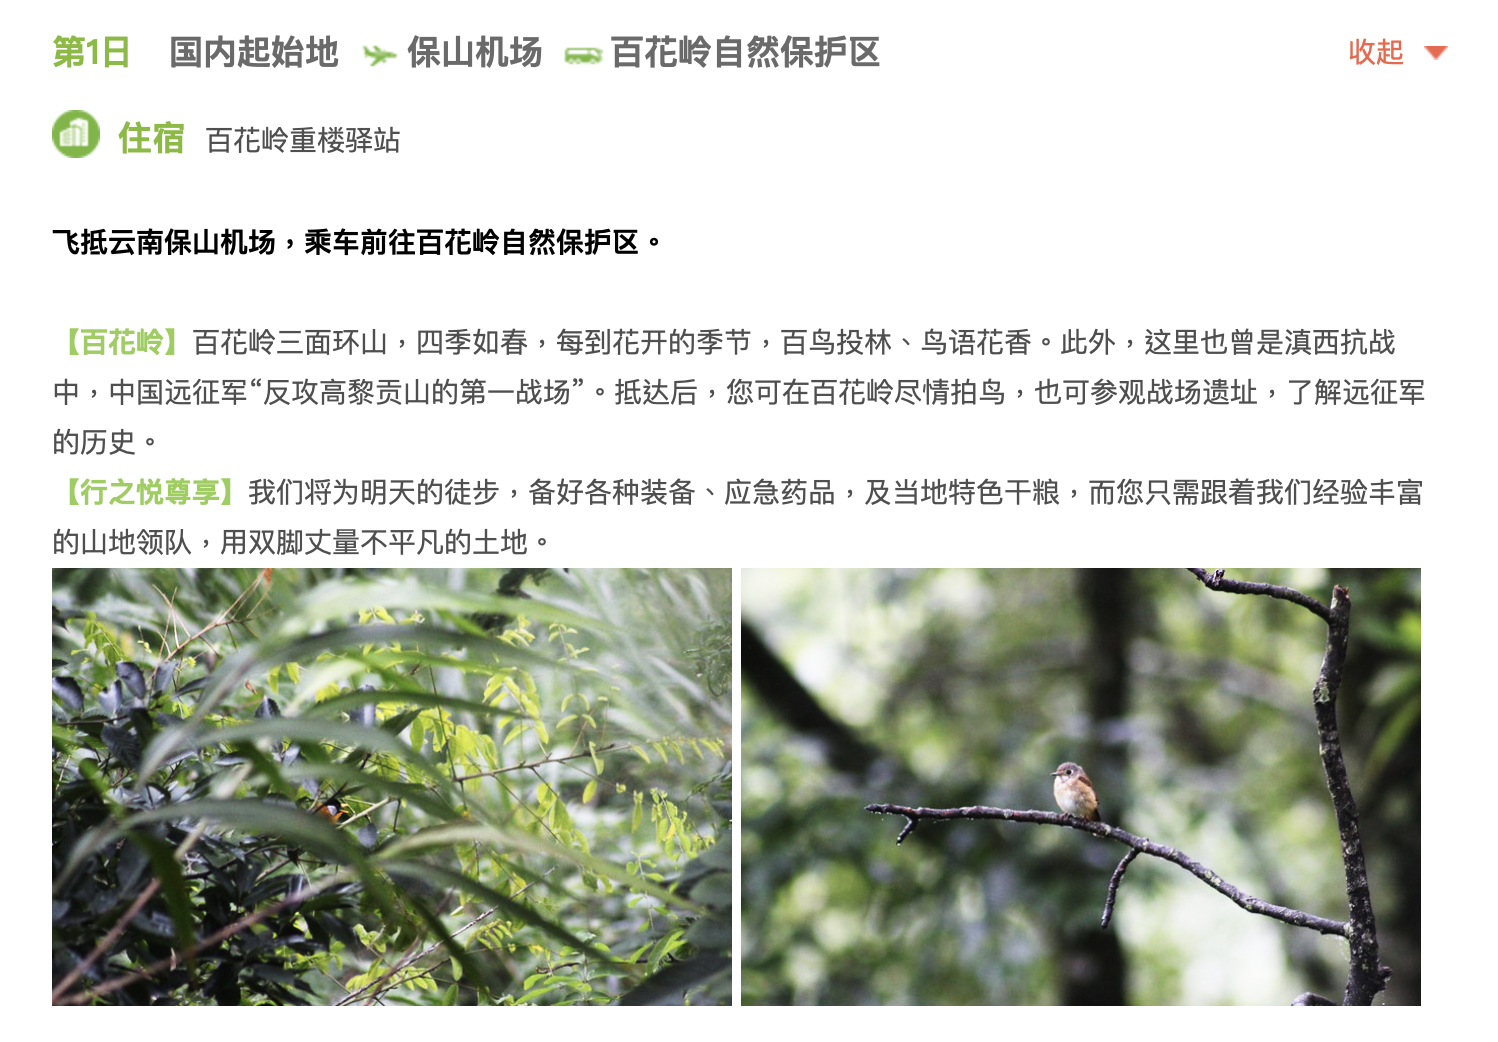 第1日 国内起始地 保山机场 百花岭自然保护区 收起
住宿 百花岭重楼驿站
飞抵云南保山机场，乘车前往百花岭自然保护区。
【百花岭】百花岭三面环山，四季如春，每到花开的季节，百鸟投林、鸟语花香。此外，这里也曾是滇西抗战
中，中国远征军“反攻高黎贡山的第一战场”。抵达后，您可在百花岭尽情拍鸟，也可参观战场遗址，了解远征军
的历史。
【行之悦尊享】我们将为明天的徒步，备好各种装备、应急药品，及当地特色干粮，而您只需跟着我们经验丰富
的山地领队，用双脚丈量不平凡的土地。